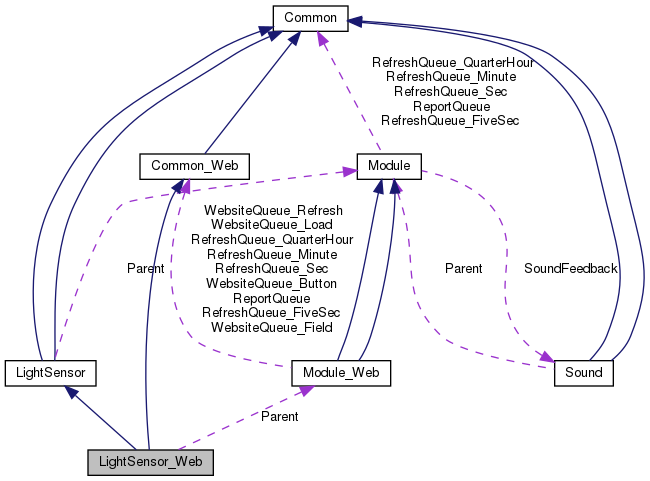 Common
RefreshQueue_QuarterHour
RefreshQueue_Minute
RefreshQueue_Sec
ReportQueue
RefreshQueue_FiveSec
Common_Web
Module
WebsiteQueue_Refresh
WebsiteQueue_Load
RefreshQueue_QuarterHour
RefreshQueue_Minute
RefreshQueue_Sec
WebsiteQueue_Button
ReportQueue
RefreshQueue_FiveSec
WebsiteQueue_Field
Parent
Parent
SoundFeedback
LightSensor
Module_Web
Sound
Parent
LightSensor_Web